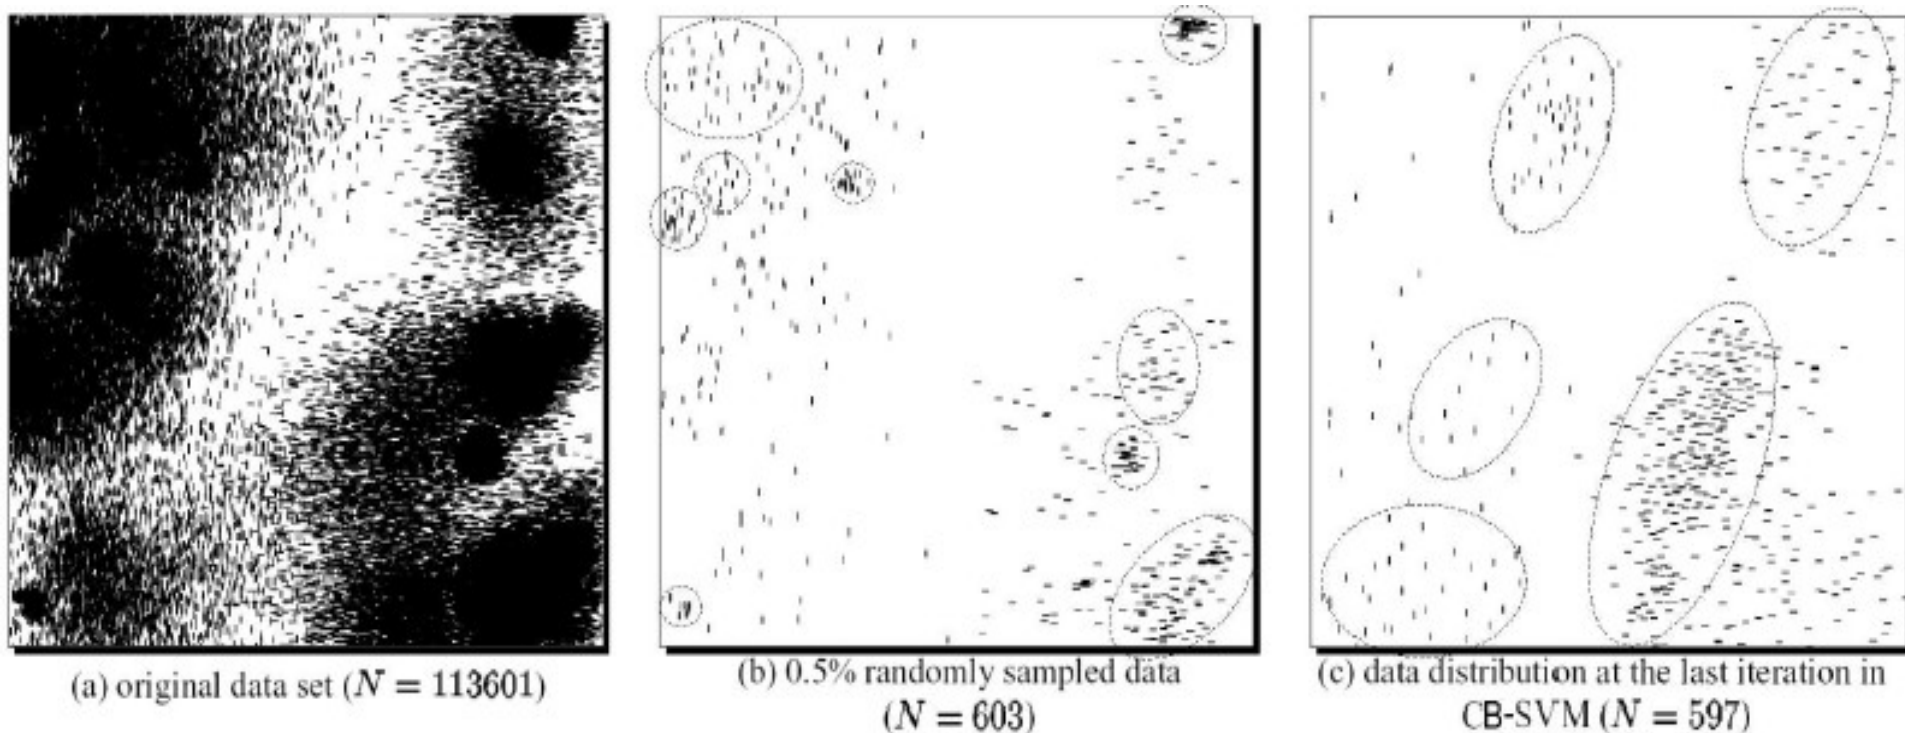 (a) original data set (N = 113601)
(b) 0.5% randomly sampled data
(N = 603)
(c) data distribution at the last iteration in
CB-SVM (N = 597)